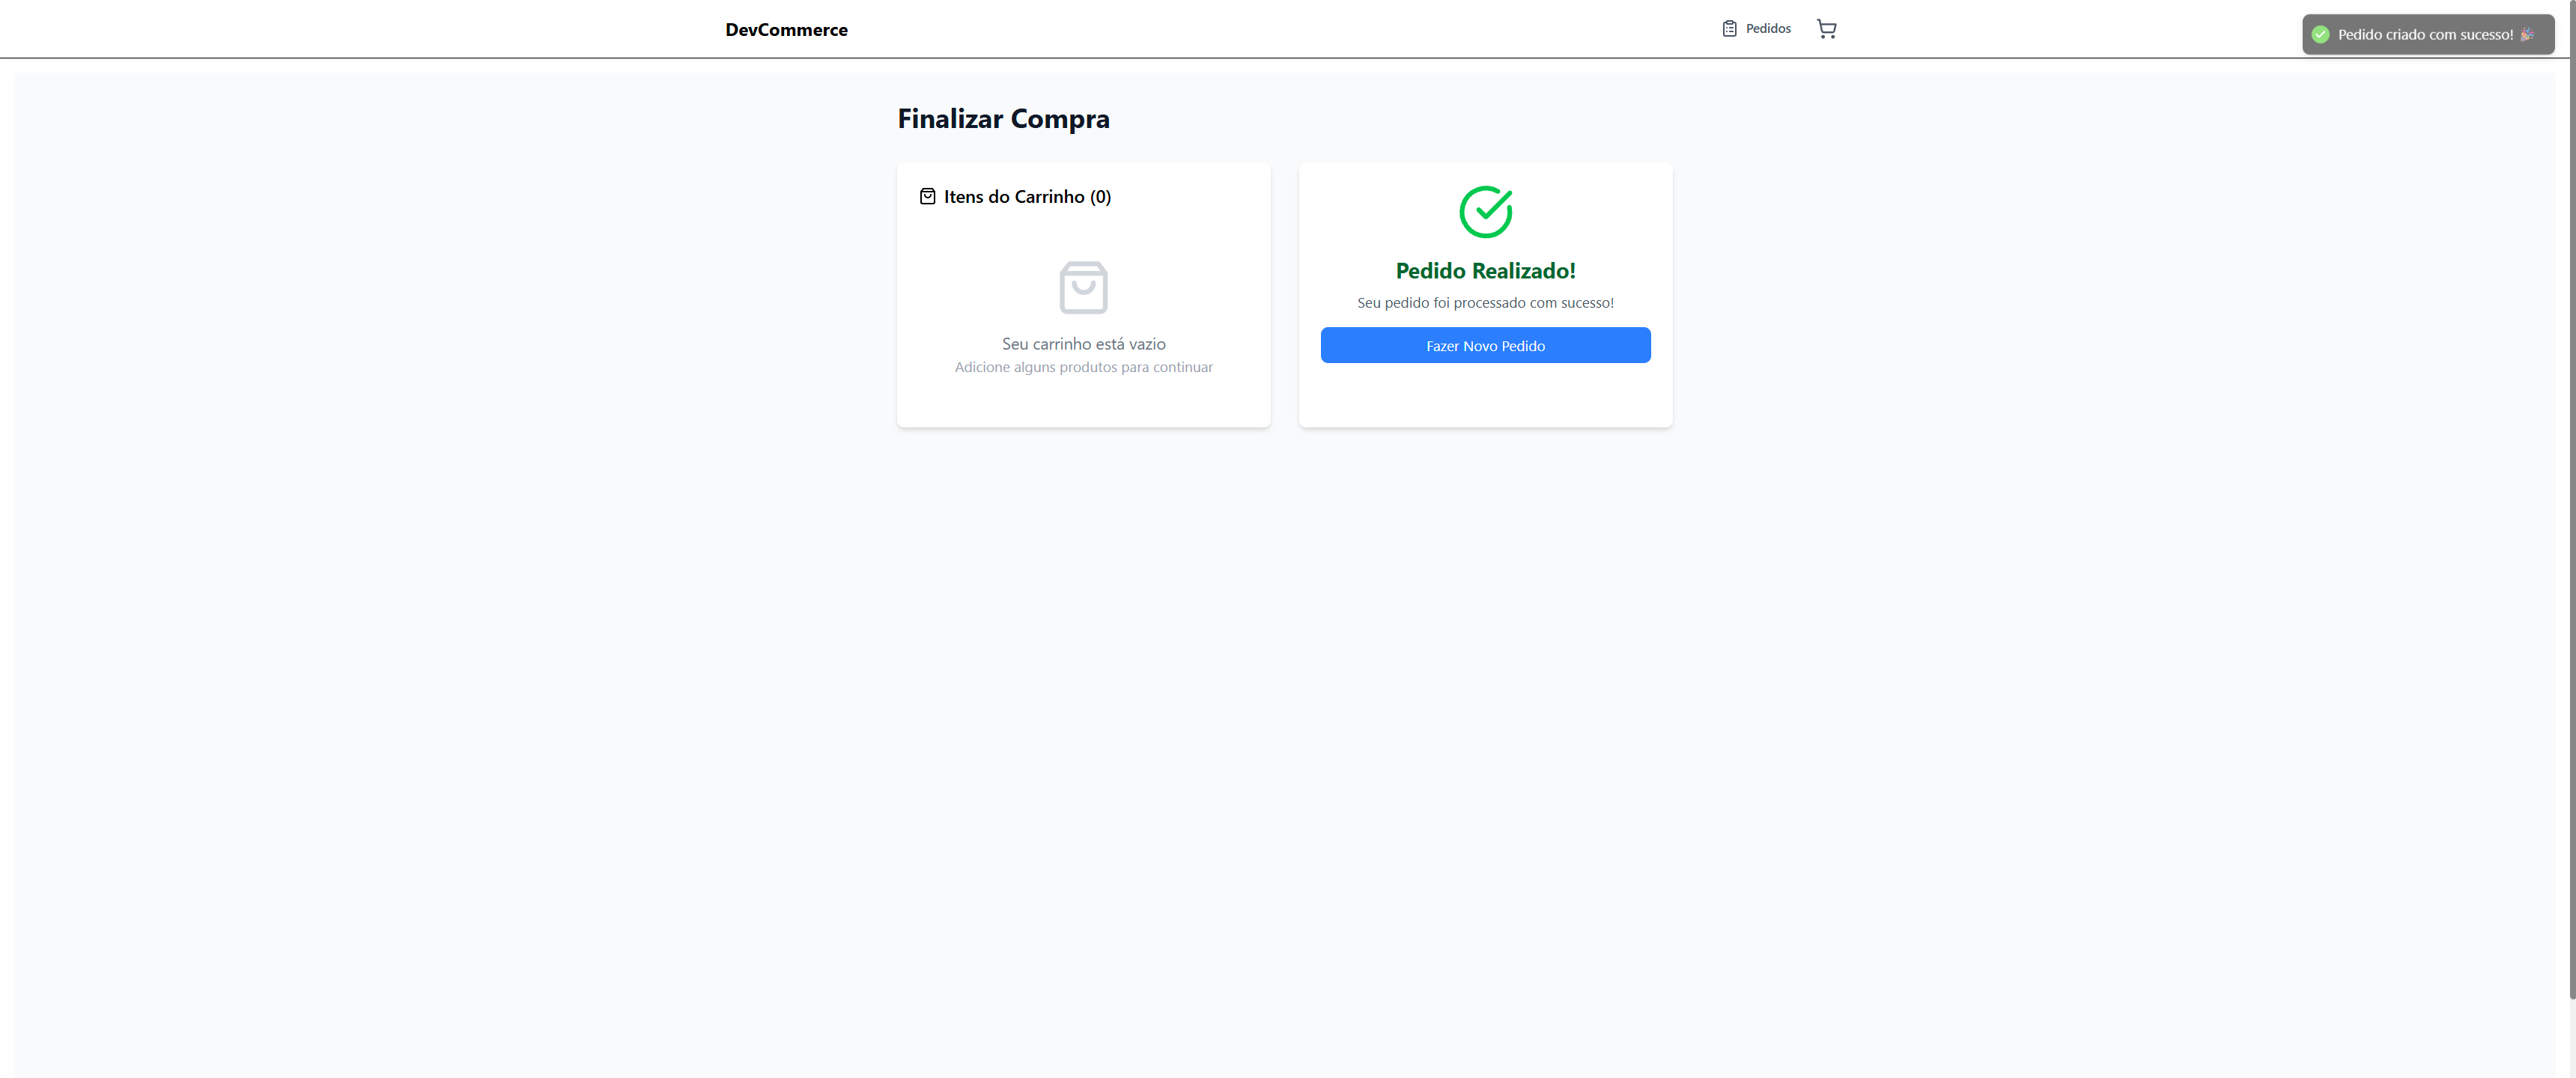 DevCommerce
Pedidos
Pedido criado com sucesso! 🎉
Finalizar Compra
Itens do Carrinho (0)
Seu carrinho está vazio
Adicione alguns produtos para continuar
Pedido Realizado!
Seu pedido foi processado com sucesso!
Fazer Novo Pedido